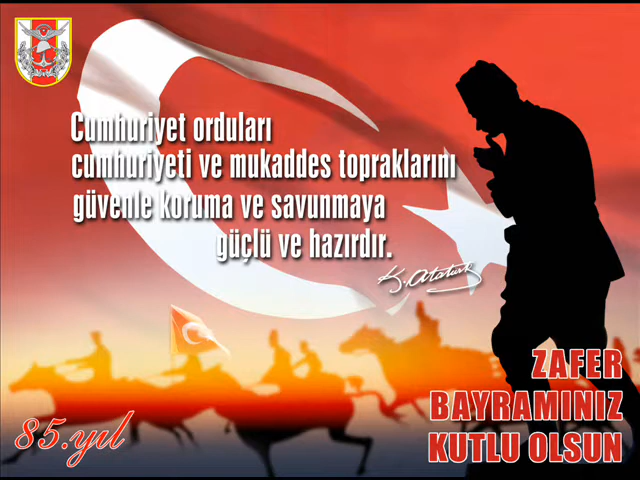 Cumhuriyet orduları
cumhuriyeti ve mukaddes topraklarını
güvenle koruma ve savunmaya
güçlü ve hazırdır.
K. Atatürk
ZAFER
BAYRAMINIZ
KUTLU OLSUN
85.yıl